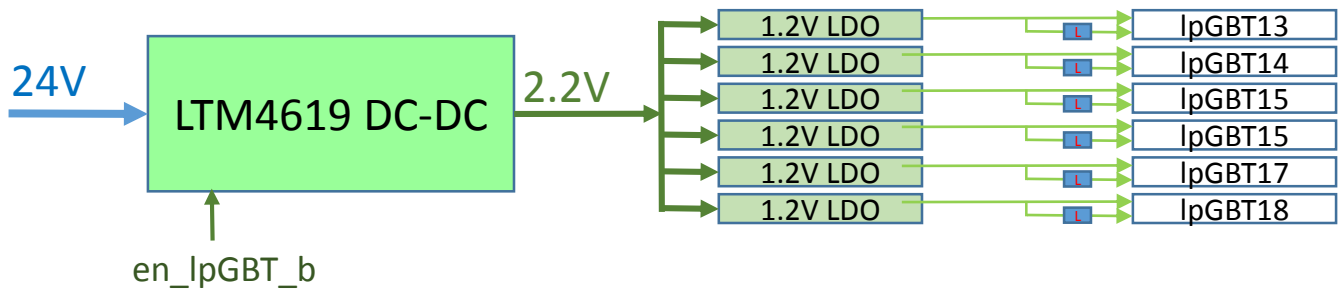 24V
LTM4619 DC-DC
2.2V
en_lpGBT_b
1.2V LDO
L
lpGBT13
1.2V LDO
L
lpGBT14
1.2V LDO
L
lpGBT15
1.2V LDO
L
lpGBT15
1.2V LDO
L
lpGBT17
1.2V LDO
L
lpGBT18